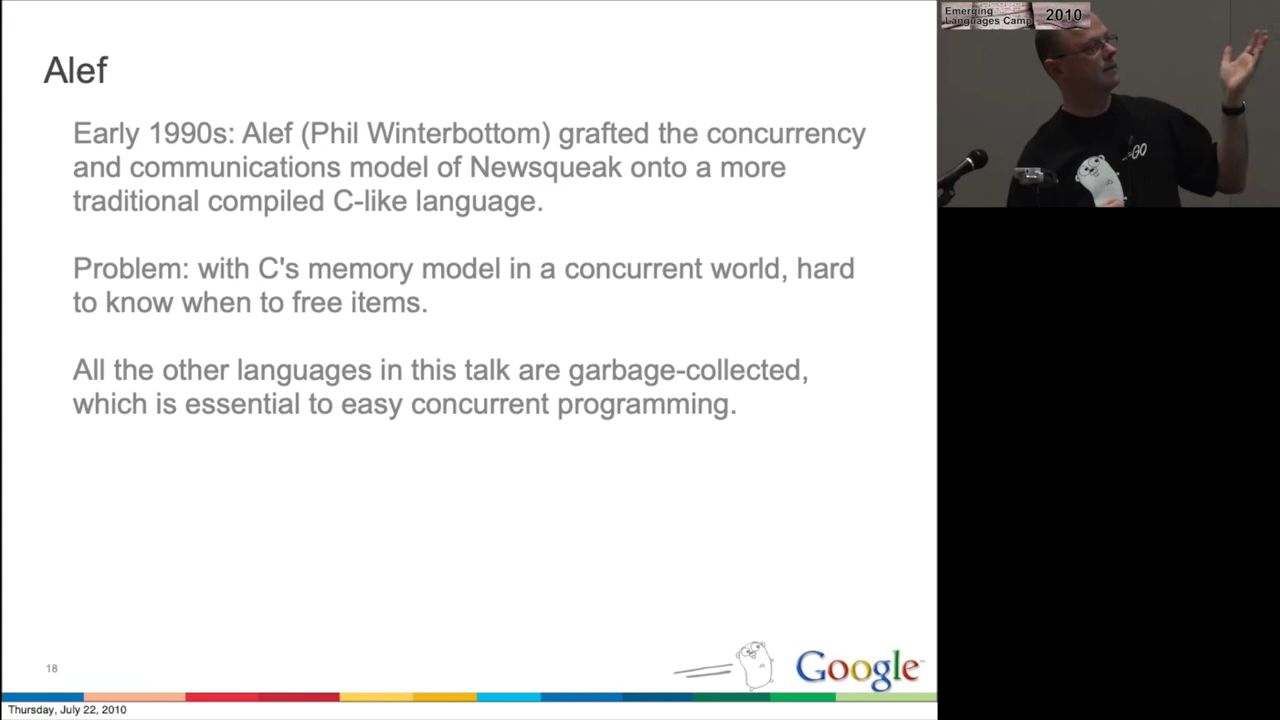 Alef
Early 1990s: Alef (Phil Winterbottom) grafted the concurrency
and communications model of Newsqueak onto a more
traditional compiled C-like language.
Problem: with C's memory model in a concurrent world, hard
to know when to free items.
All the other languages in this talk are garbage-collected,
which is essential to easy concurrent programming.
18
Google™
Thursday, July 22, 2010
Emerging
Languages Camp
2010
GO